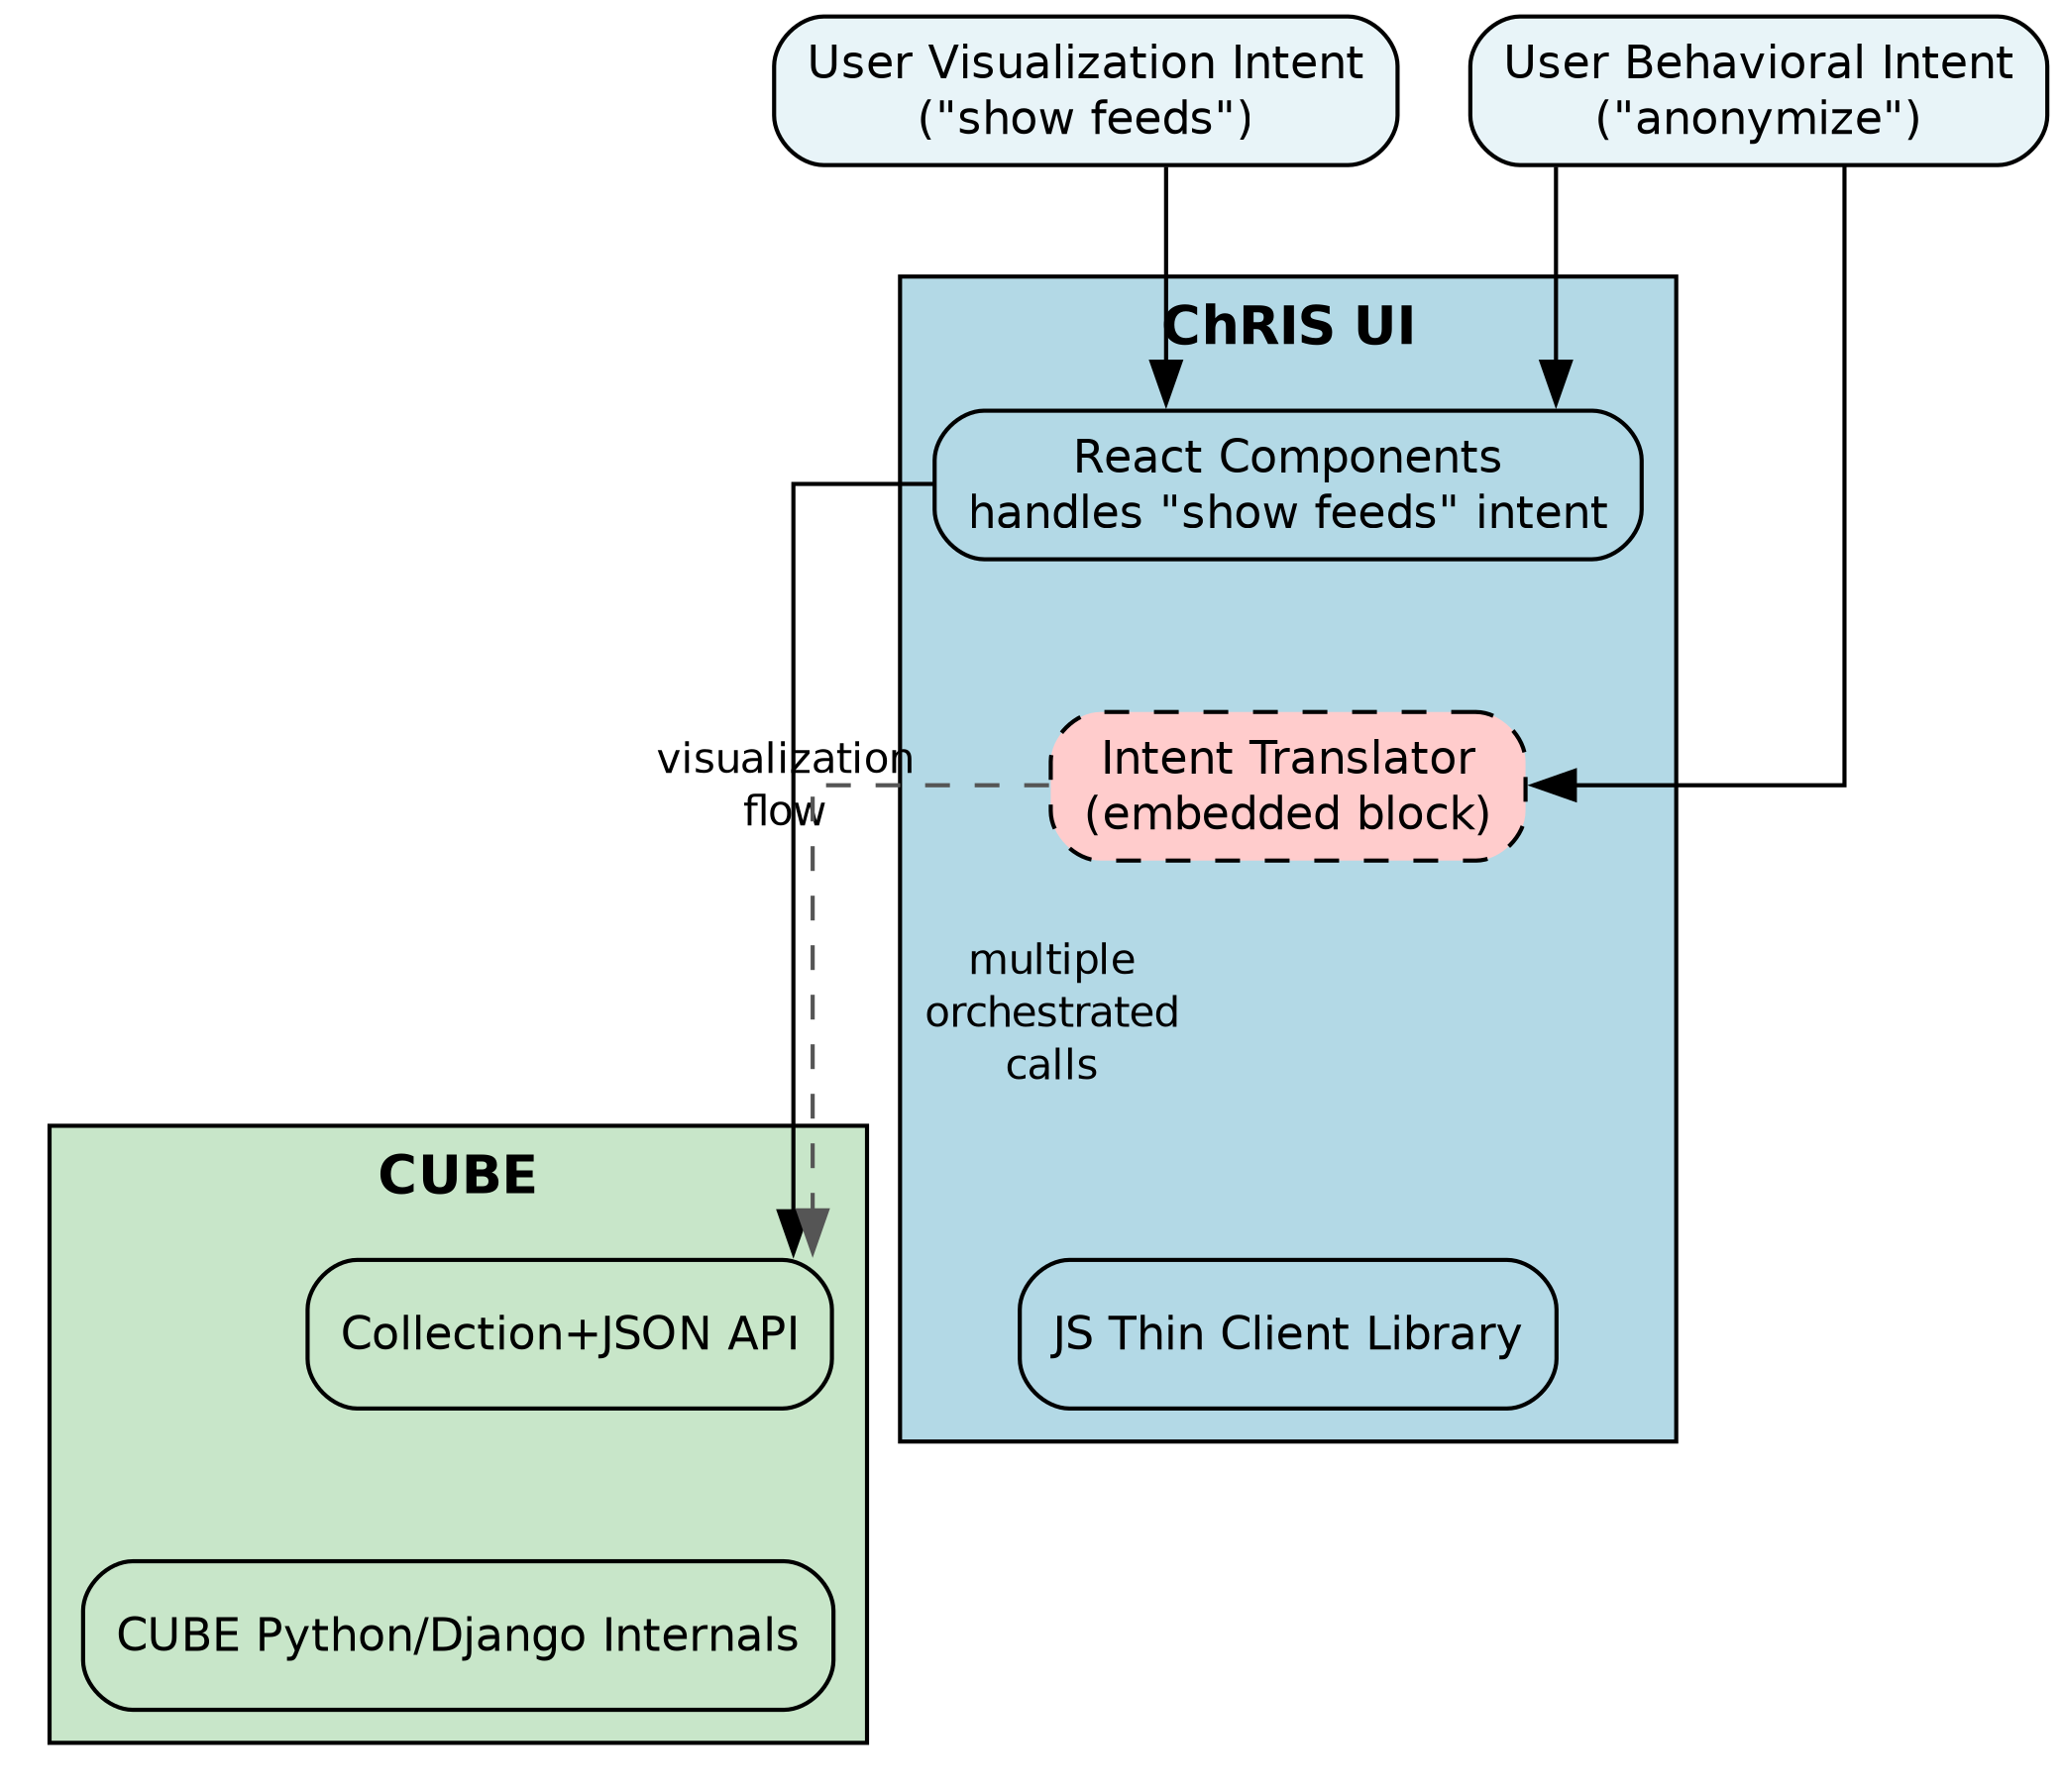 User Visualization Intent
("show feeds")
User Behavioral Intent
("anonymize")
ChRIS UI
React Components
handles "show feeds" intent
visualization
flow
Intent Translator
(embedded block)
multiple
orchestrated
calls
CUBE
Collection+JSON API
JS Thin Client Library
CUBE Python/Django Internals